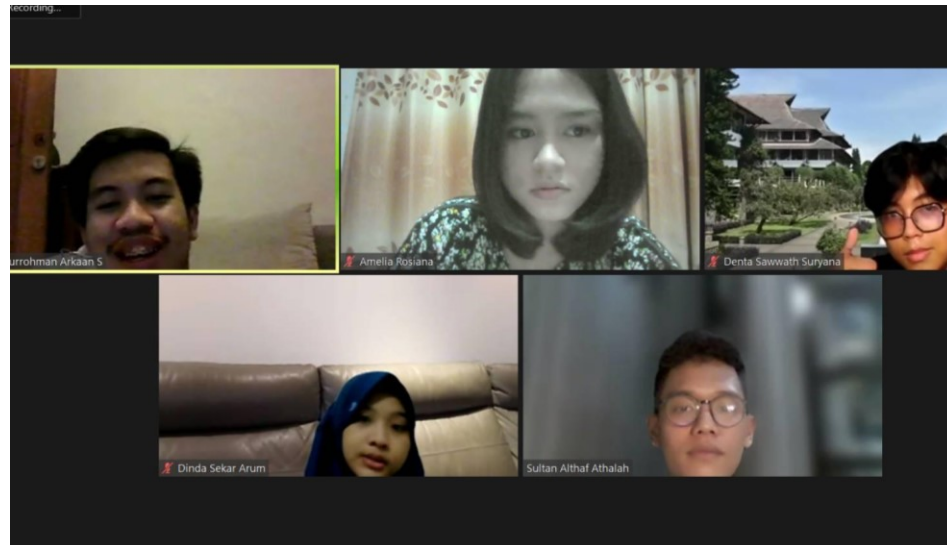 Recording...
urrohman Arkaan S
Amelia Rosiana
Denta Sawwath Suryana
Dinda Sekar Arum
Sultan Althaf Athalah